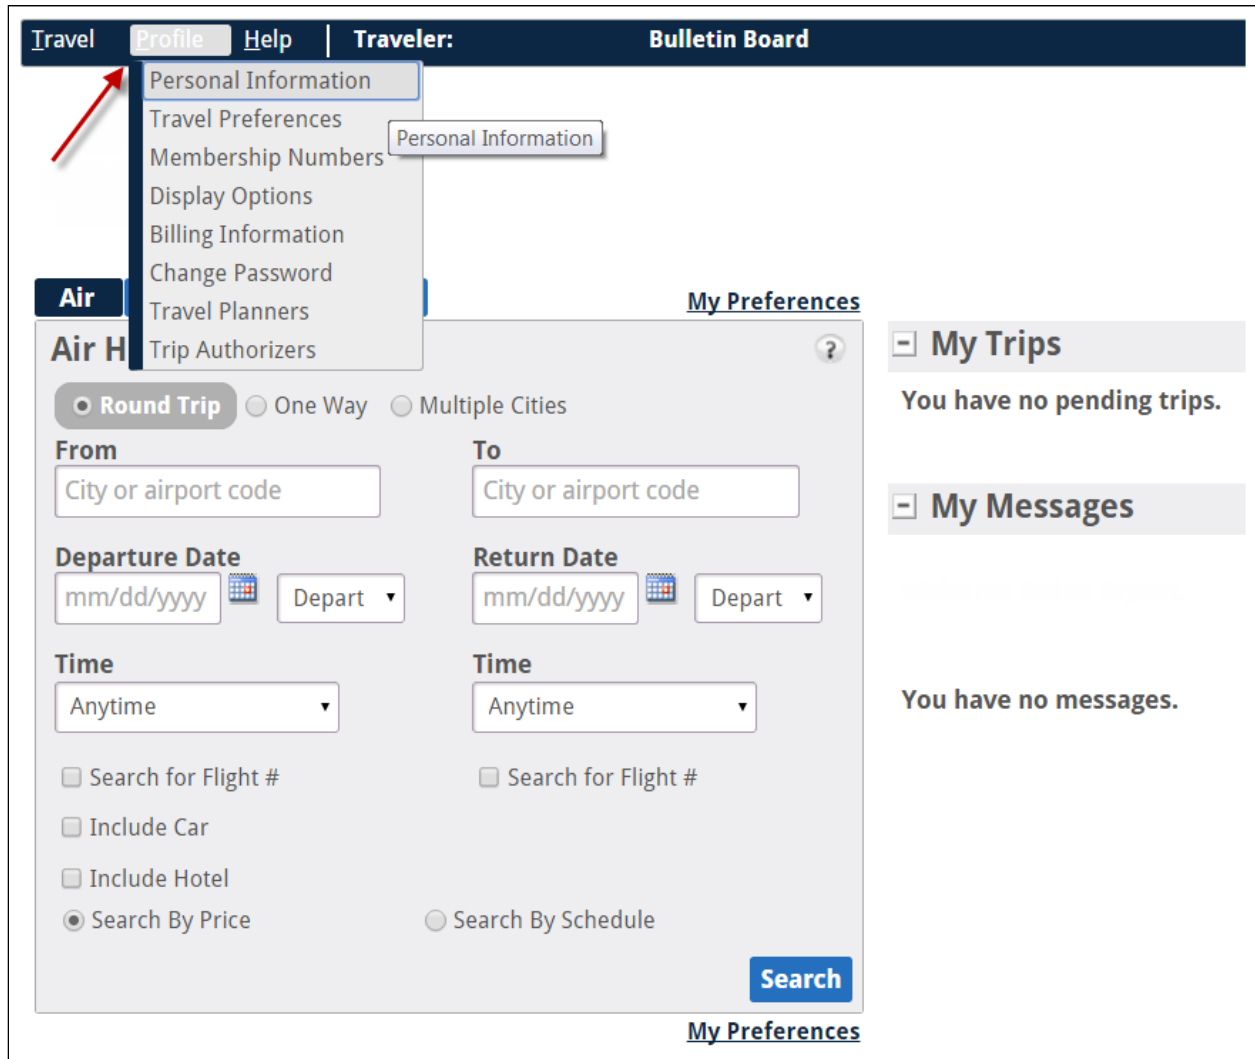 Travel Profile Help Traveler: Bulletin Board
Personal Information
Travel Preferences
Personal Information
Membership Numbers
Display Options
Billing Information
Change Password
Travel Planners
Trip Authorizers
Air
My Preferences
Air H
?
Round Trip One Way Multiple Cities
From To
City or airport code City or airport code
Departure Date Return Date
mm/dd/yyyy Depart mm/dd/yyyy Depart
Time Time
Anytime Anytime
Search for Flight # Search for Flight #
Include Car
Include Hotel
Search By Price Search By Schedule
Search
My Preferences
My Trips
You have no pending trips.
My Messages
You have no messages.